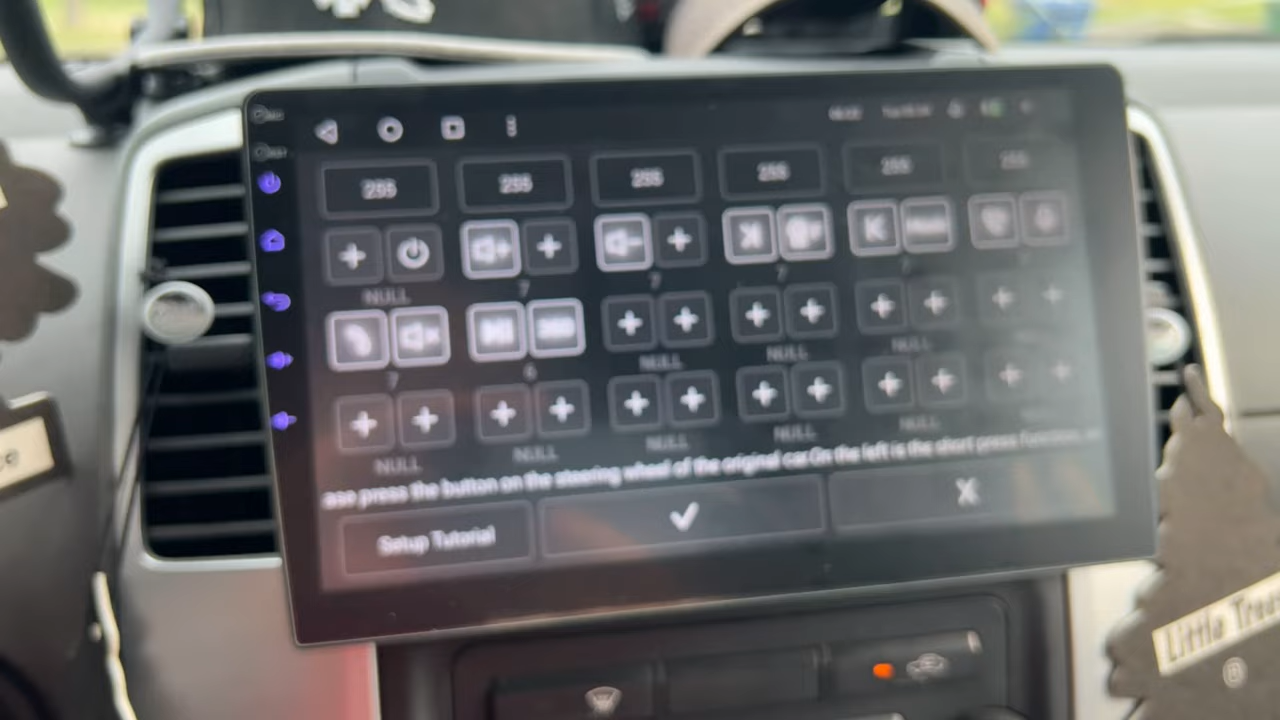 255 255 255 255 255 255
NULL 7 7 7
7 6 NULL NULL NULL
NULL NULL NULL NULL NULL
ase press the button on the steering wheel of the original car.On the left is the short press function,
Setup Tutorial
Little Trees